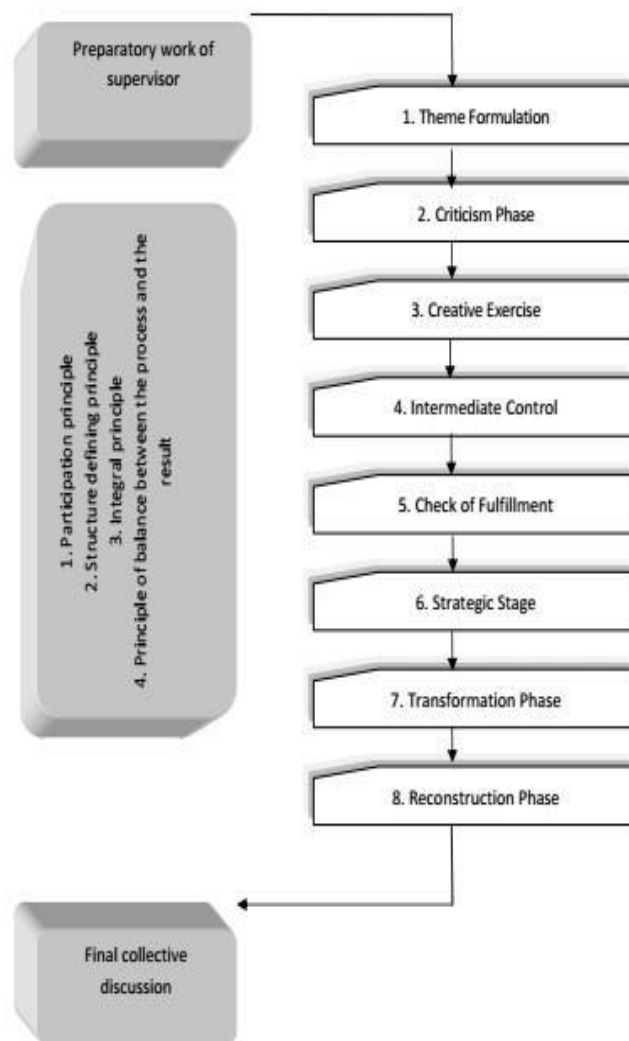 Preparatory work of
supervisor
1. Theme Formulation
2. Criticism Phase
3. Creative Exercise
4. Intermediate Control
5. Check of Fulfillment
6. Strategic Stage
7. Transformation Phase
8. Reconstruction Phase
1. Participation principle
2. Structure defining principle
3. Integral principle
4. Principle of balance between the process and the
result
Final collective
discussion